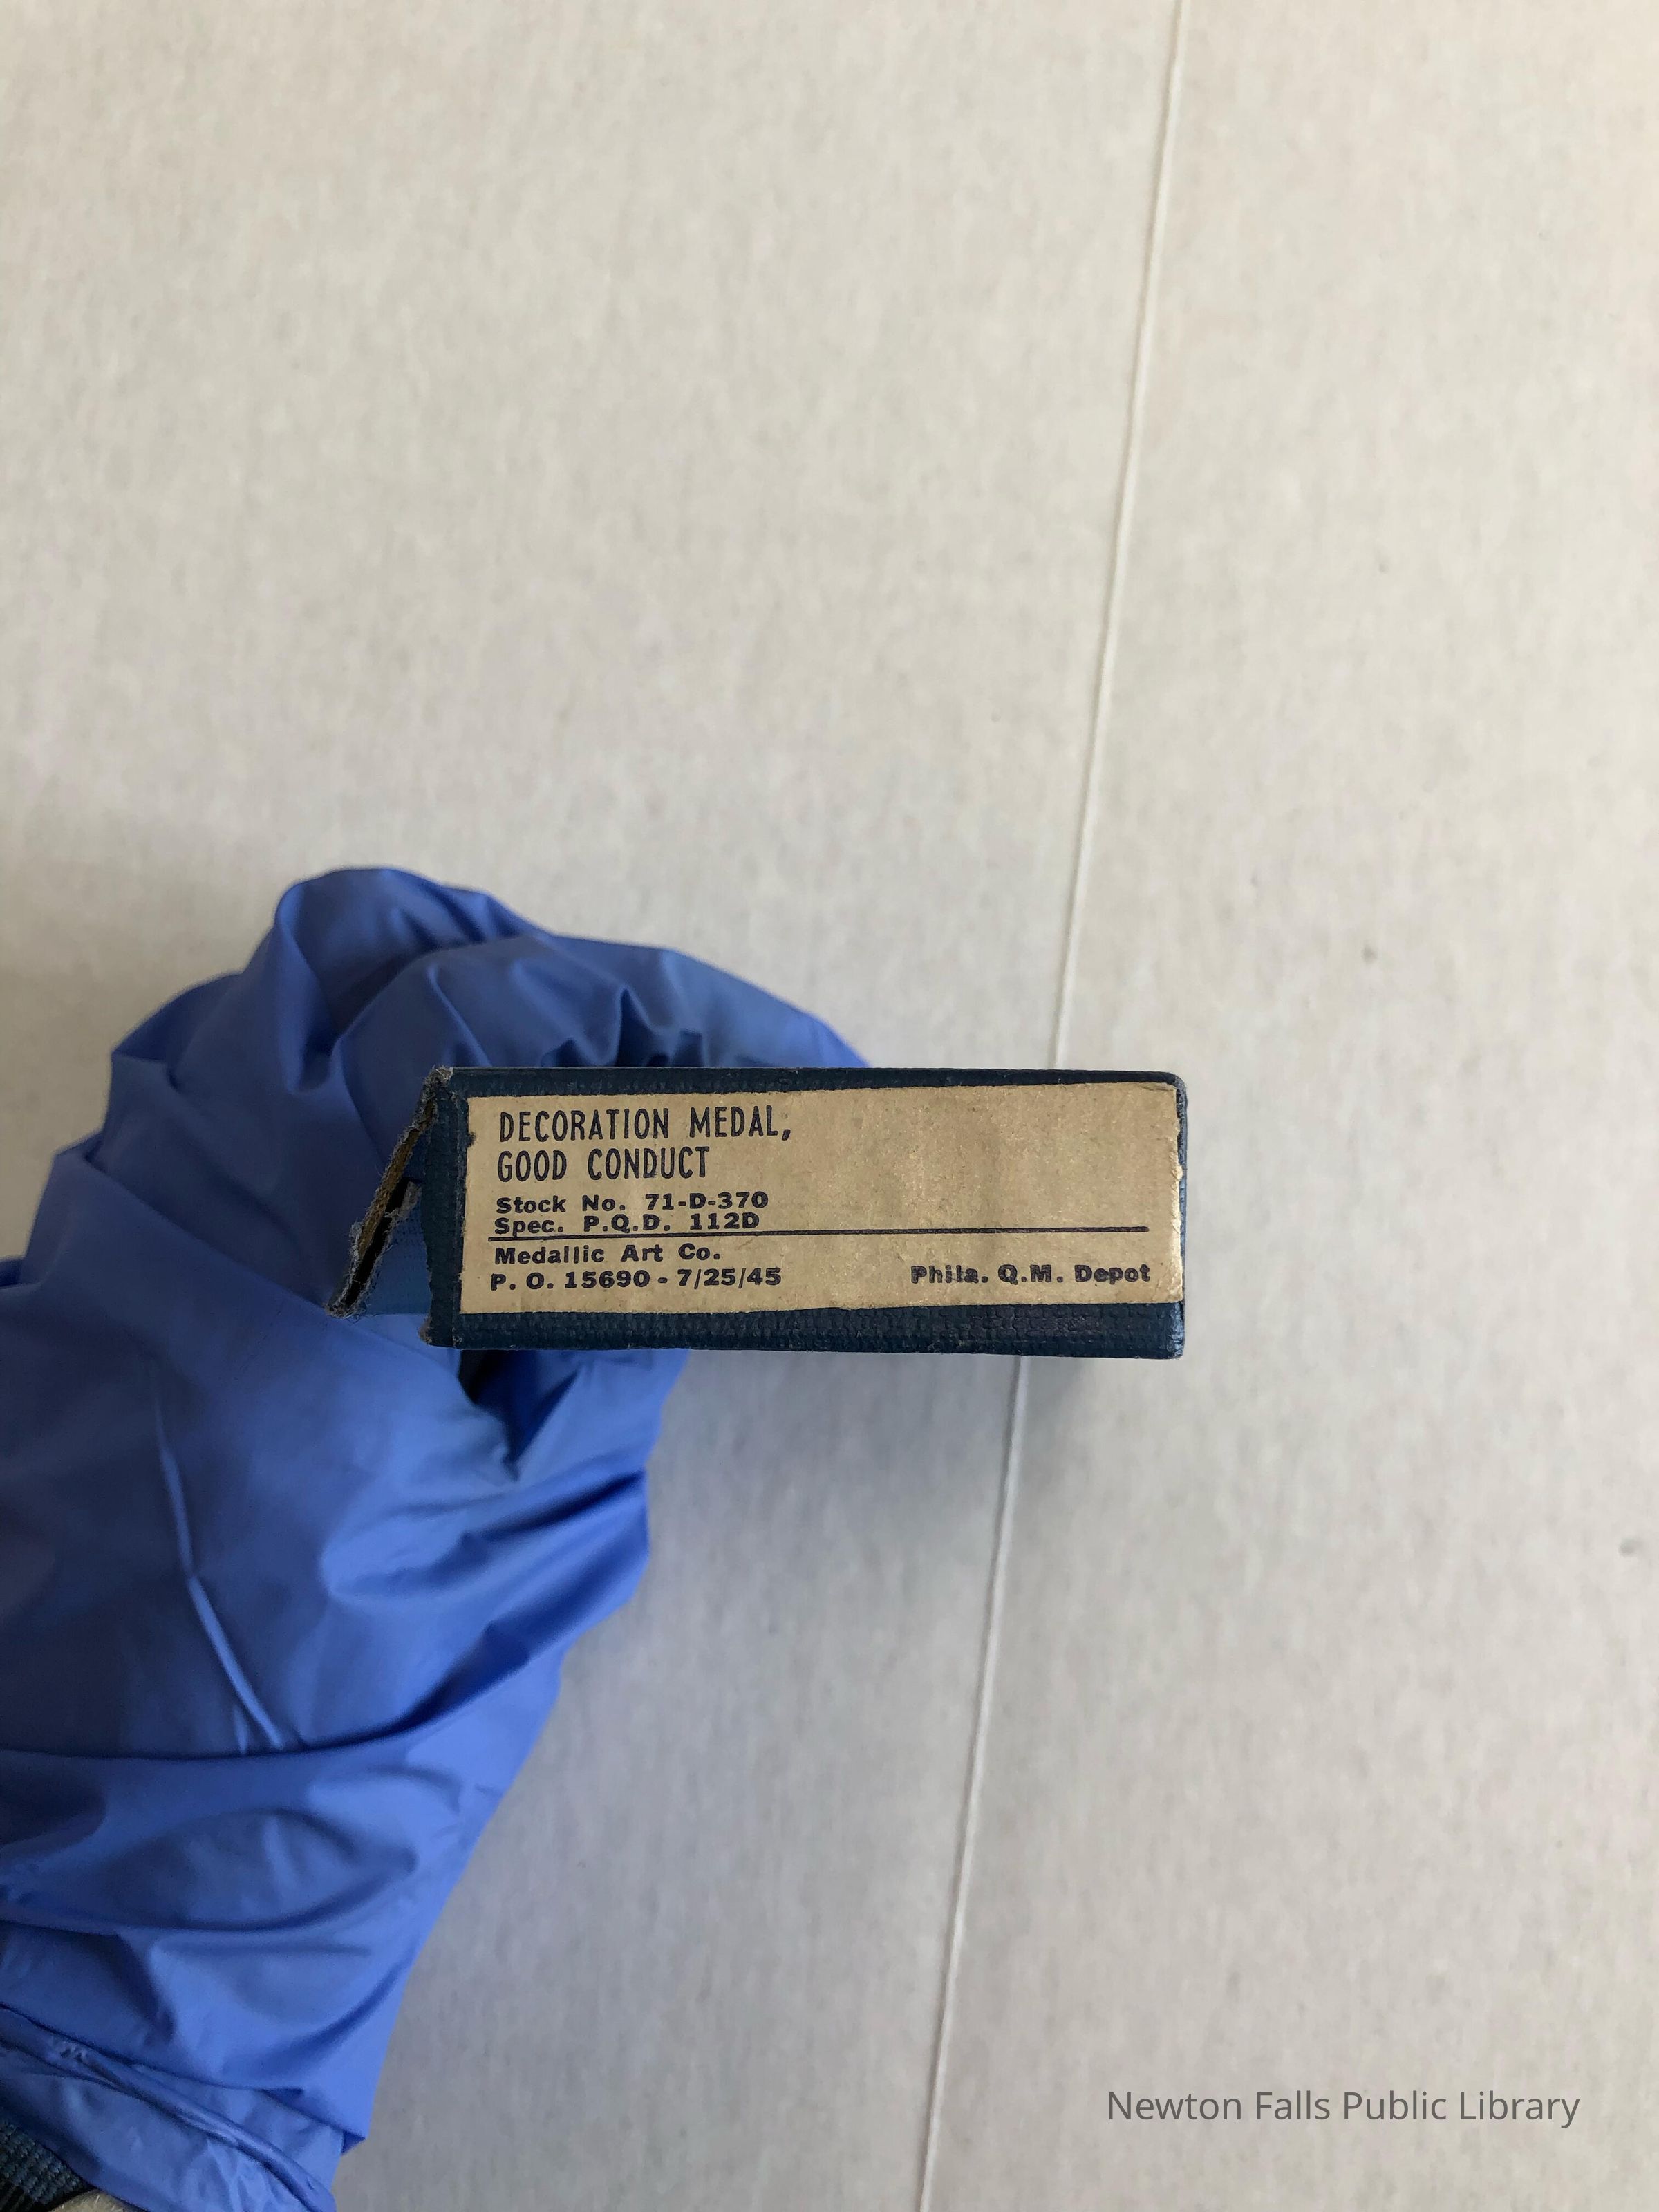 DECORATION MEDAL,
GOOD CONDUCT
Stock No. 71-D-370
Spec. P.Q.D. 112D
Medallic Art Co.
P. O. 15690 - 7/25/45 Phila. Q.M. Depot
Newton Falls Public Library